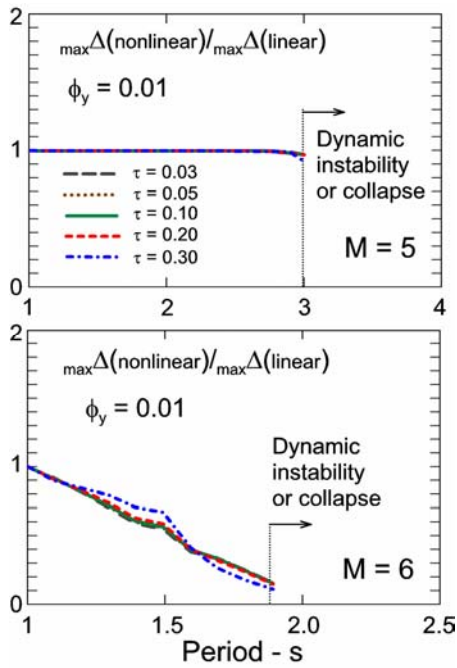 2
maxΔ(nonlinear)/maxΔ(linear)
ϕy = 0.01
Dynamic
instability
or collapse
1
τ = 0.03
τ = 0.05
τ = 0.10
τ = 0.20
τ = 0.30
M = 5
0
1 2 3 4
2
maxΔ(nonlinear)/maxΔ(linear)
ϕy = 0.01
Dynamic
instability
or collapse
1
M = 6
0
1 1.5 2.0 2.5
Period - s